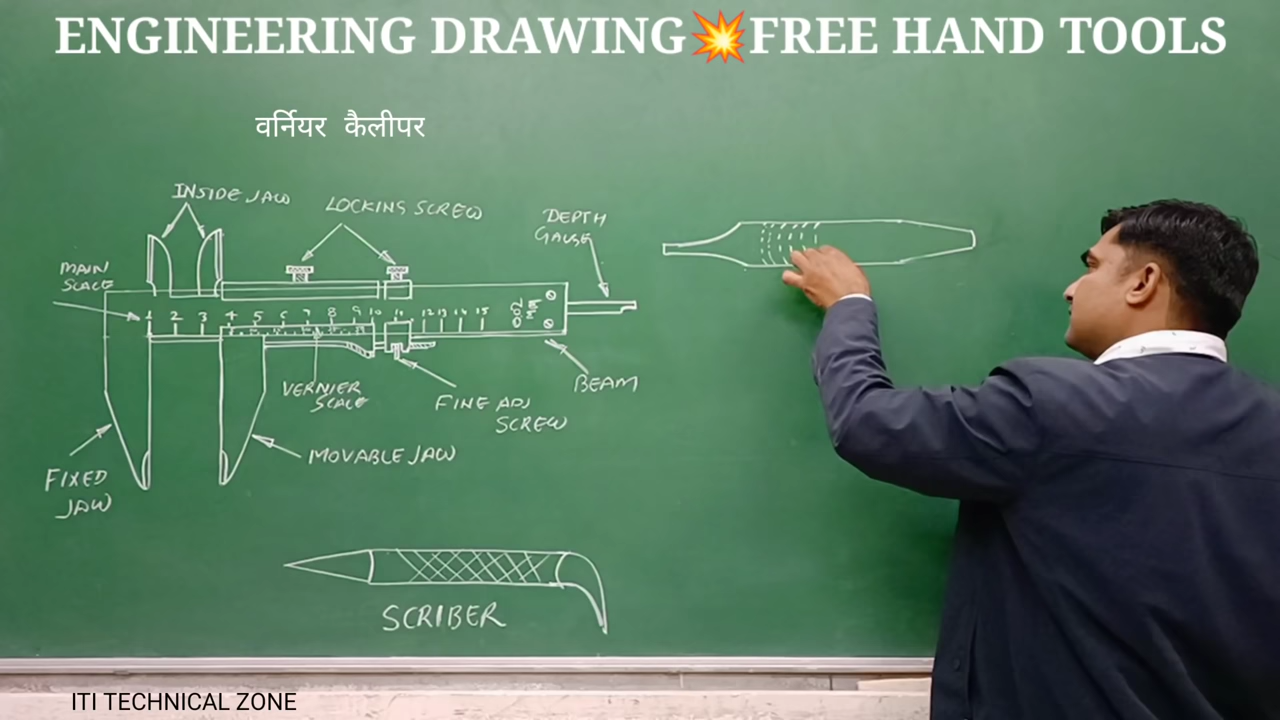 ENGINEERING DRAWING💥FREE HAND TOOLS
वर्नियर कैलीपर
INSIDE JAW
LOCKING SCREW
DEPTH
GAUGE
MAIN
SCALE
1 2 3 4 5 6 7 8 9 10 11 12 13 14 15
VERNIER
SCALE
FINE ADJ
SCREW
BEAM
MOVABLE JAW
FIXED
JAW
SCRIBER
ITI TECHNICAL ZONE